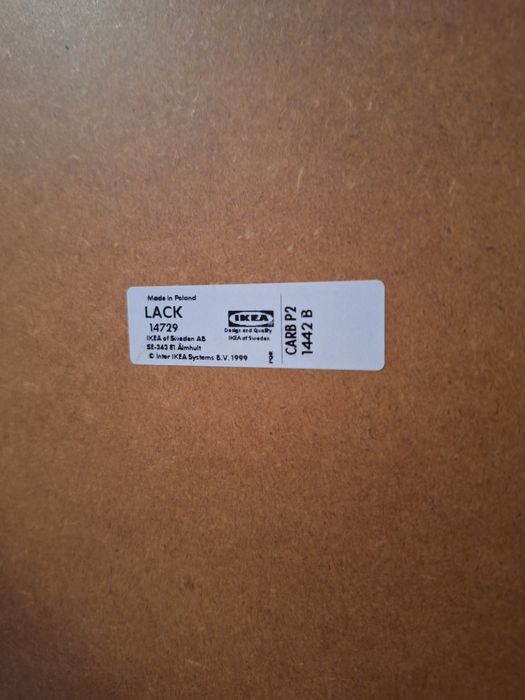 Made in Poland
LACK
14729
IKEA of Sweden AB
SE-343 81 Älmhult
© Inter IKEA Systems B.V. 1999
IKEA
Design and Quality
IKEA of Sweden
PQE
CARB P2
1442 B